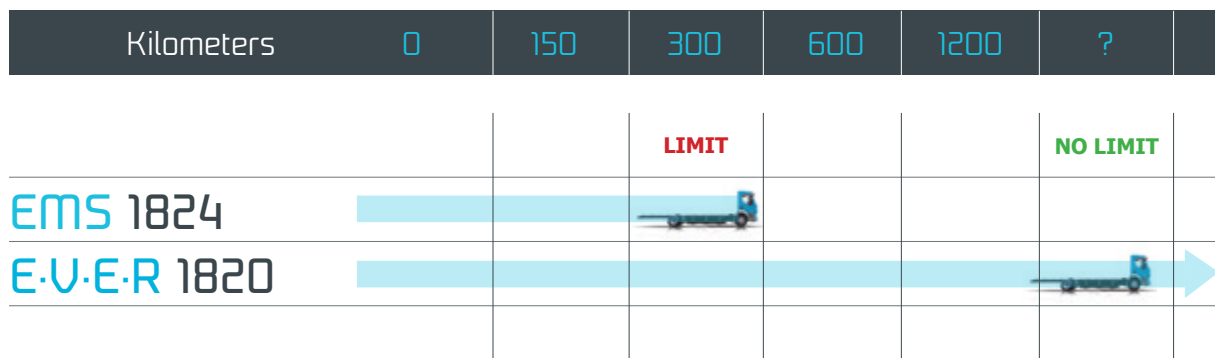 Kilometers 0 150 300 600 1200 ?
LIMIT NO LIMIT
EMS 1824
E·V·E·R 1820